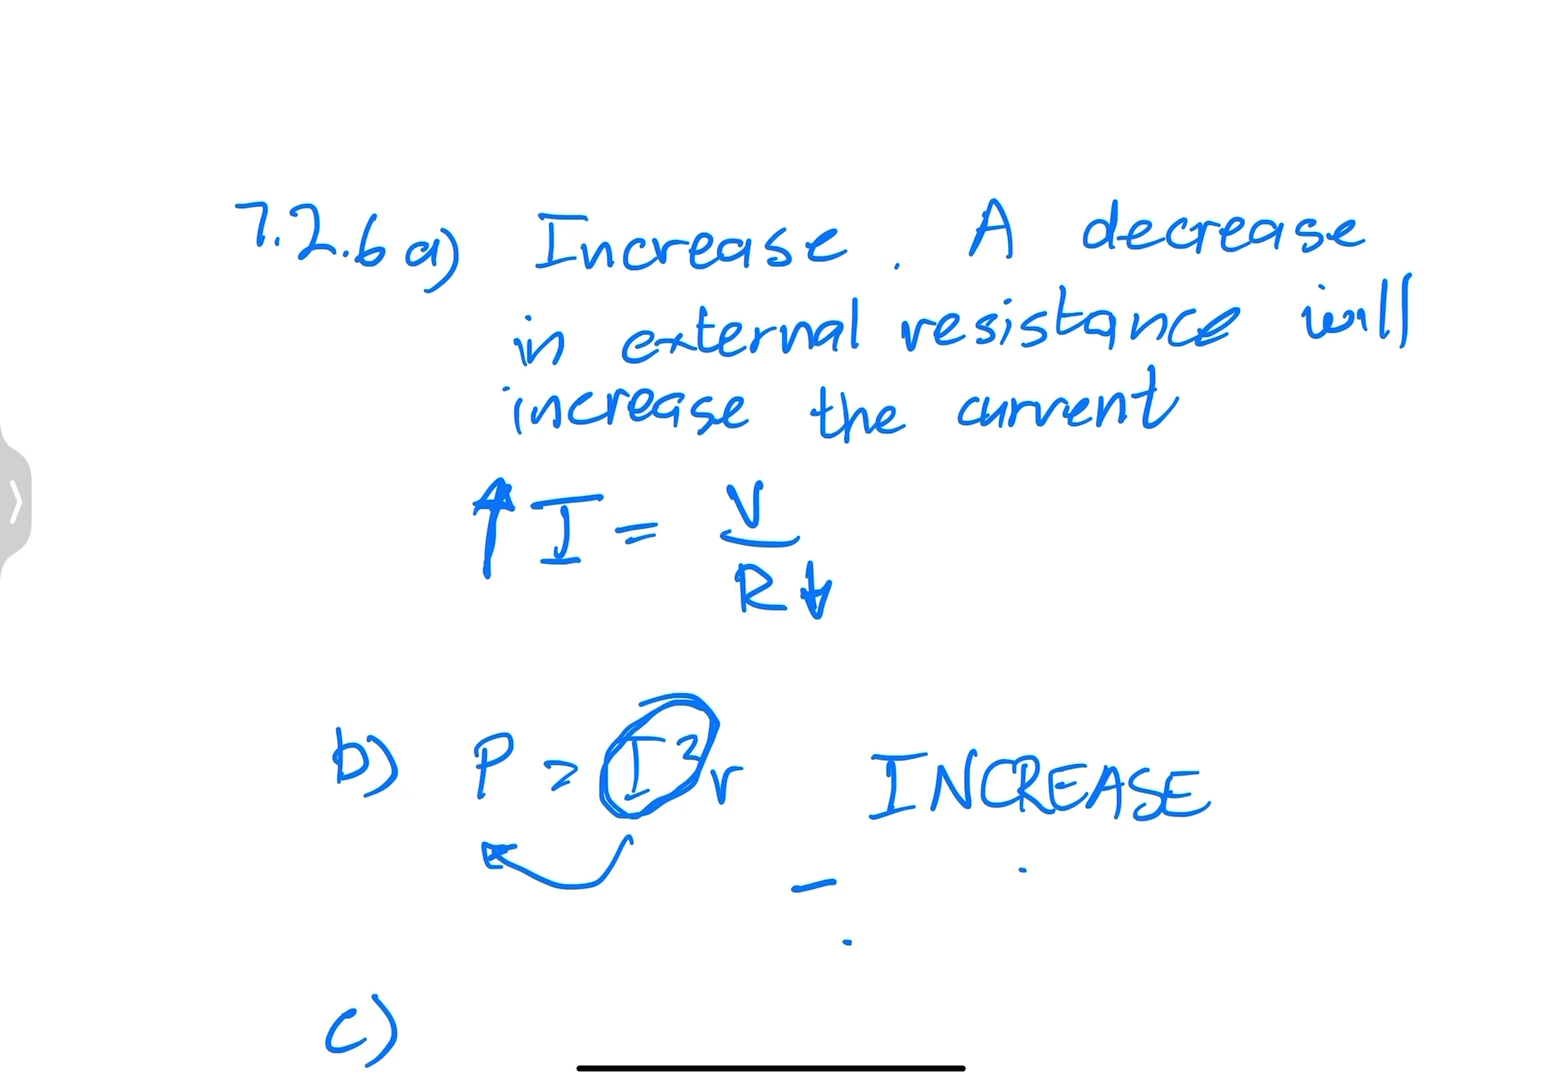 7.2.6 a) Increase. A decrease
in external resistance will
increase the current
↑ I = V/R ↓
b) P = I²r INCREASE
c)